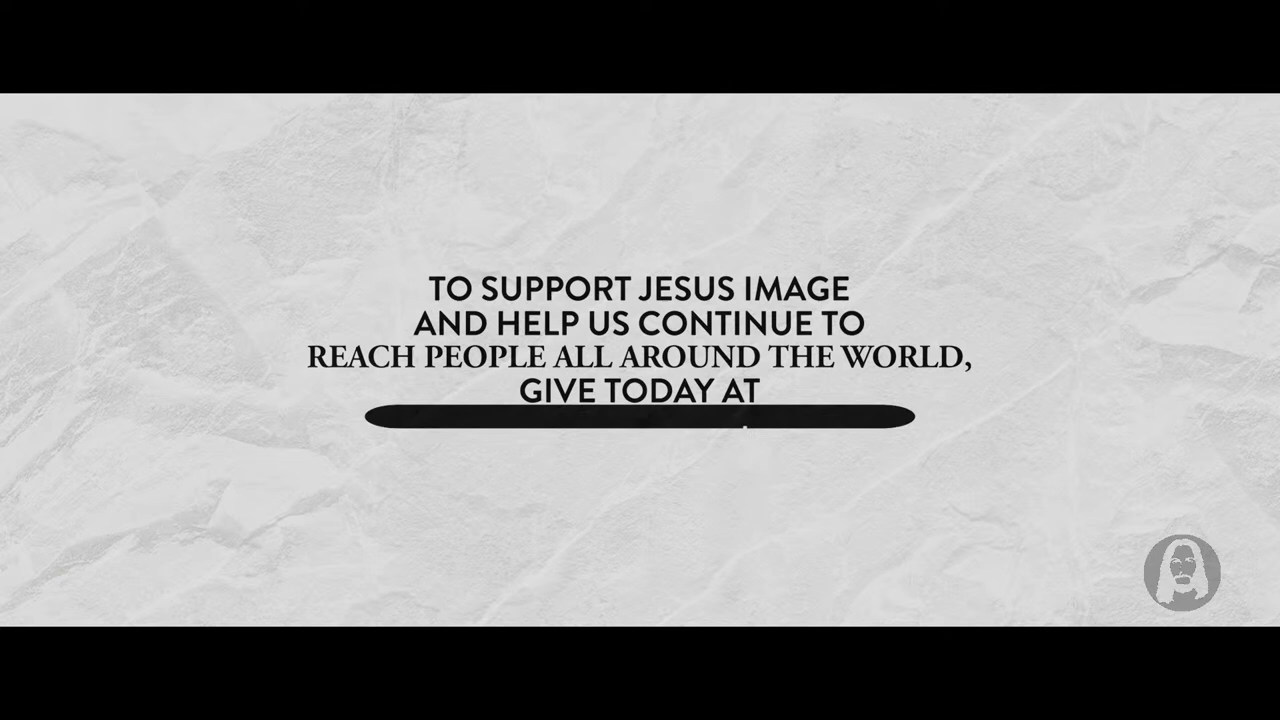 TO SUPPORT JESUS IMAGE
AND HELP US CONTINUE TO
REACH PEOPLE ALL AROUND THE WORLD,
GIVE TODAY AT